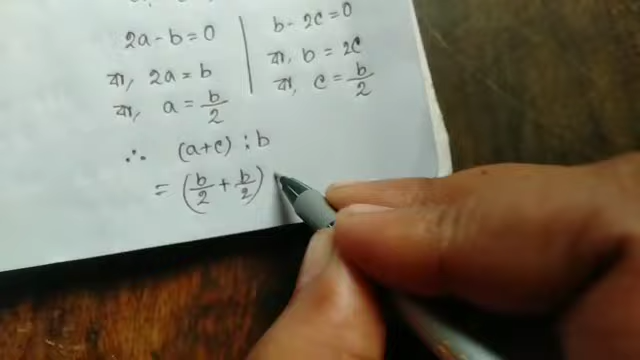 2a - b = 0
বা, 2a = b
বা, a = b/2
b - 2c = 0
বা, b = 2c
বা, c = b/2
∴ (a+c) : b
= (b/2 + b/2)